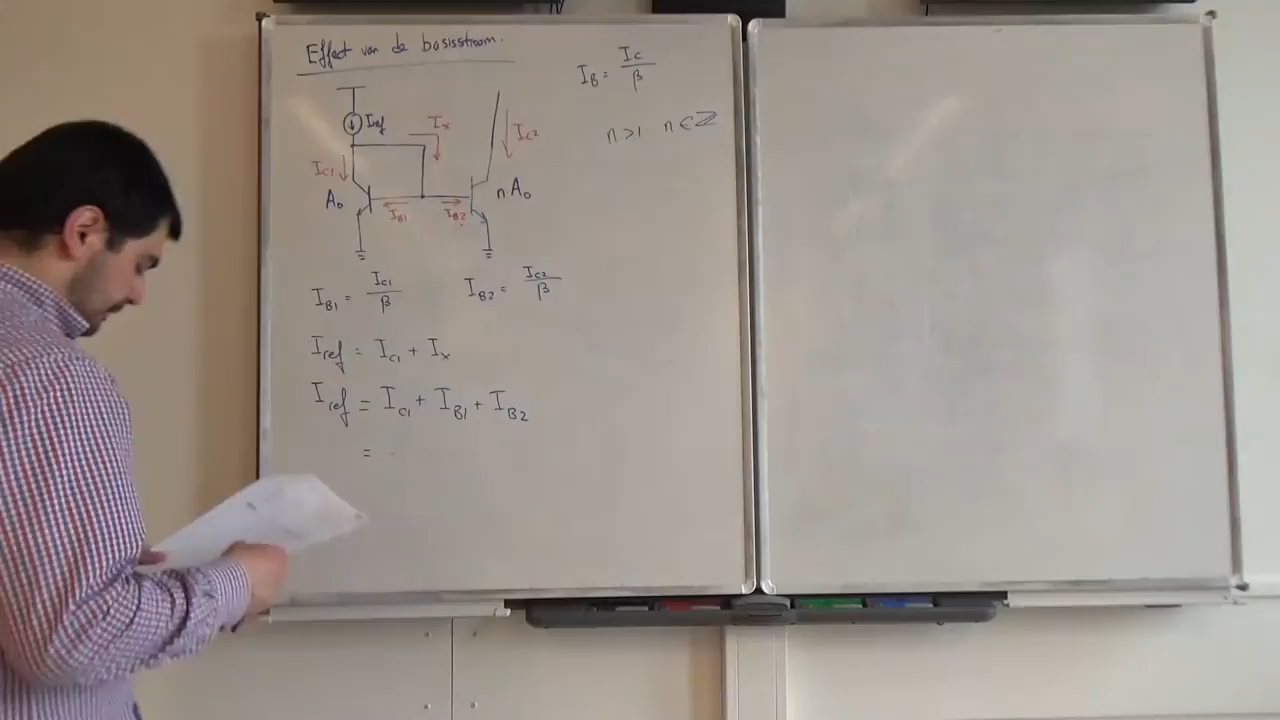 Effect van de basisstroom.
I_B = I_C / β
n > 1 n ∈ ℤ
I_ref
I_x
I_C2
I_C1
A_0
n A_0
I_B1
I_B2
I_B1 = I_C1 / β I_B2 = I_C2 / β
I_ref = I_C1 + I_x
I_ref = I_C1 + I_B1 + I_B2
=